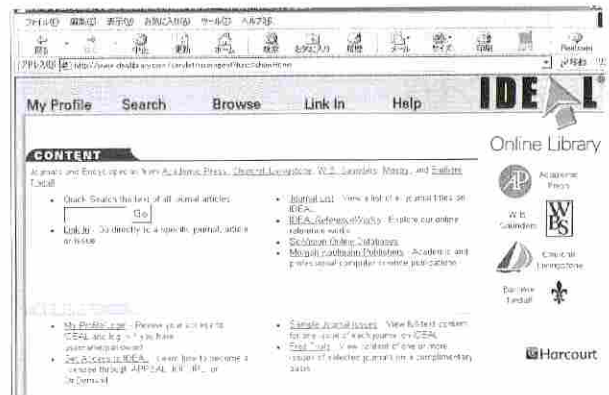 ファイル(F) 編集(E) 表示(V) お気に入り(A) ツール(T) ヘルプ(H)
戻る 中止 更新 ホーム 検索 お気に入り 履歴 メール サイズ 印刷
アドレス(D)
My Profile Search Browse Link In Help
IDEAL
Online Library
CONTENT
Journals and Encyclopedias from Academic Press, Churchill Livingstone, W.B. Saunders, Mosby, and Baillière
Tindall
Quick Search the text of all journal articles
Go
Link In - Go directly to a specific journal, article
or issue
Journal List - View a list of all journal titles on
IDEAL
IDEAL ReferenceWorks - Explore our online
reference works
SciVision Online Databases
Morgan Kaufmann Publishers - Academic and
professional computer science publications
AP
Academic
Press
W.B.
Saunders
WBS
Churchill
Livingstone
Baillière
Tindall
My Profile/Login - Review your access to
IDEAL and log in if you have
username/password
Get Access to IDEAL - Learn how to become a
licensee through APPEAL, or
OnDemand
Sample Journal Issues - View full text content
for one issue of each journal on IDEAL
Free Trials - View content of one or more
issues of selected journals on a complimentary
basis
Harcourt